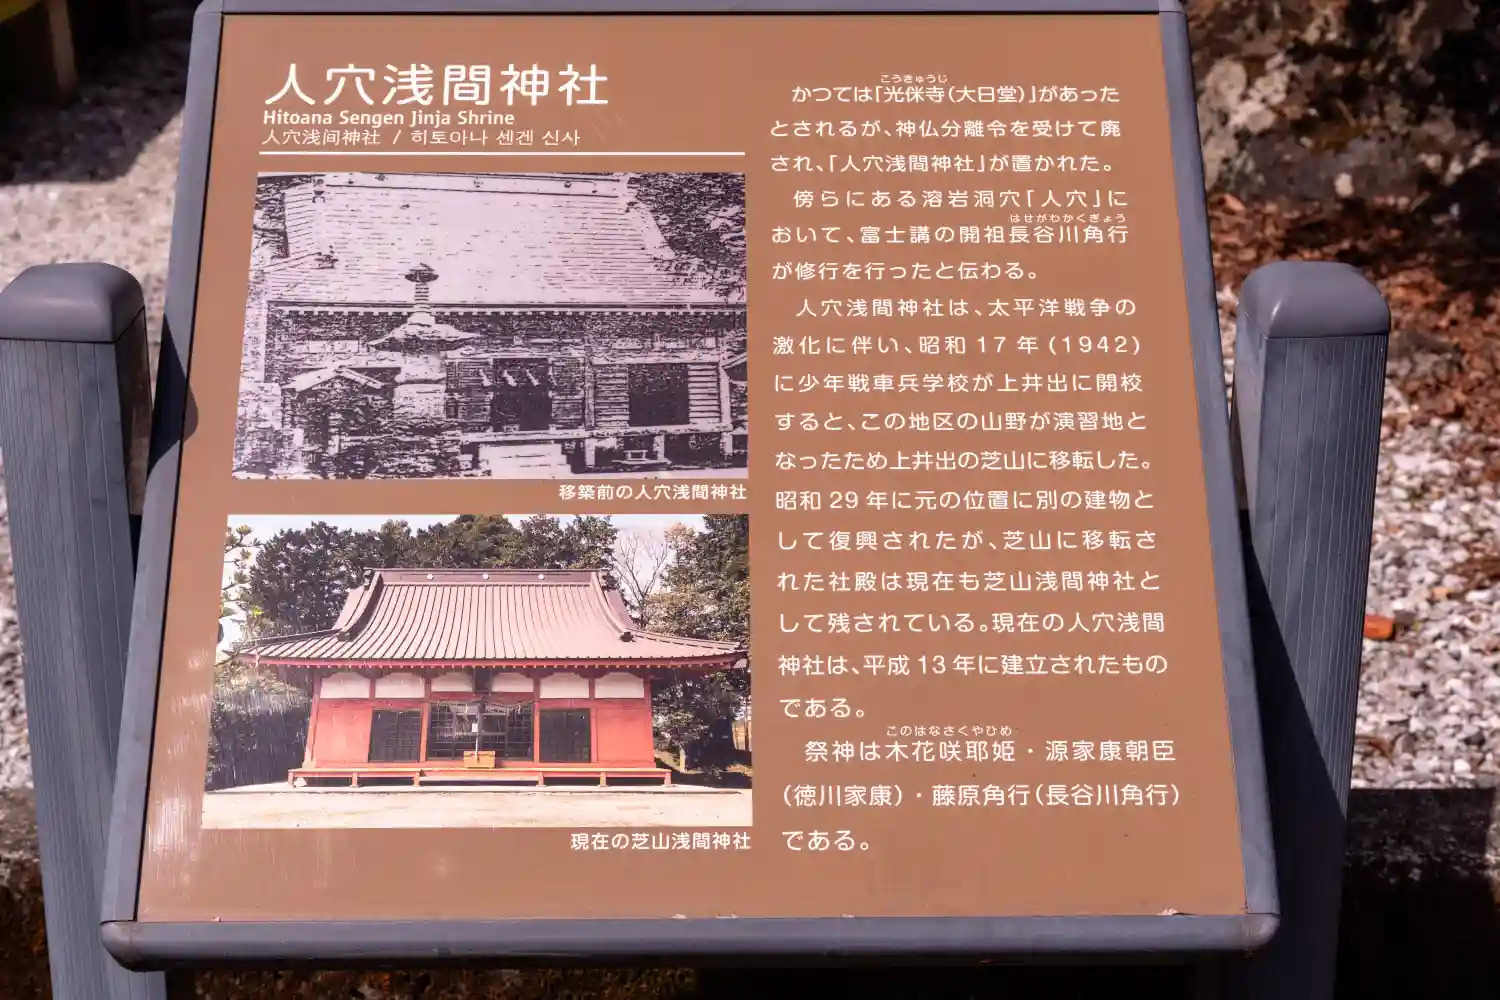 人穴浅間神社
Hitoana Sengen Jinja Shrine
人穴浅间神社 / 히토아나 센겐 신사
移築前の人穴浅間神社
現在の芝山浅間神社
こうきゅうじ
かつては「光侎寺(大日堂)」があった
とされるが、神仏分離令を受けて廃
され、「人穴浅間神社」が置かれた。
傍らにある溶岩洞穴「人穴」に
はせがわかくぎょう
おいて、富士講の開祖長谷川角行
が修行を行ったと伝わる。
人穴浅間神社は、太平洋戦争の
激化に伴い、昭和 17 年 (1942)
に少年戦車兵学校が上井出に開校
すると、この地区の山野が演習地と
なったため上井出の芝山に移転した。
昭和 29 年に元の位置に別の建物と
して復興されたが、芝山に移転さ
れた社殿は現在も芝山浅間神社と
して残されている。現在の人穴浅間
神社は、平成 13 年に建立されたもの
である。
このはなさくやひめ
祭神は木花咲耶姫・源家康朝臣
(徳川家康)・藤原角行(長谷川角行)
である。